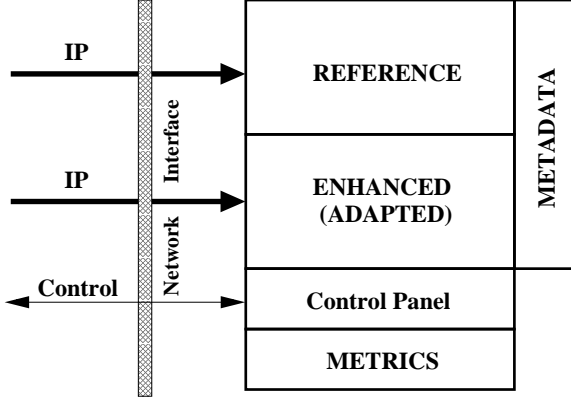 IP
REFERENCE
METADATA
Network Interface
IP
ENHANCED
(ADAPTED)
Control
Control Panel
METRICS